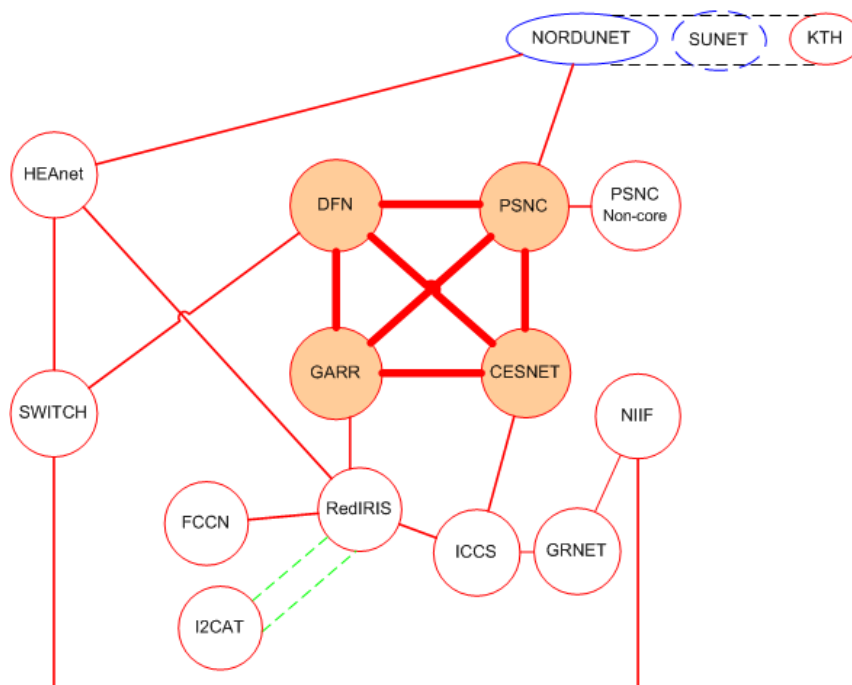 NORDUNET
SUNET
KTH
HEAnet
DFN
PSNC
PSNC
Non-core
GARR
CESNET
SWITCH
NIIF
RedIRIS
FCCN
ICCS
GRNET
I2CAT